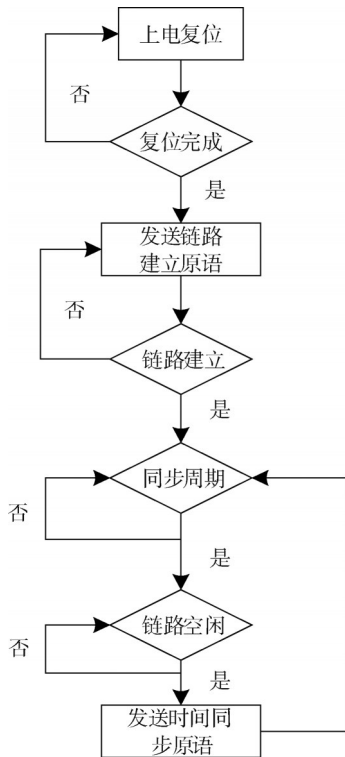 上电复位
否
复位完成
是
发送链路
建立原语
否
链路建立
是
同步周期
否
是
链路空闲
否
是
发送时间同
步原语